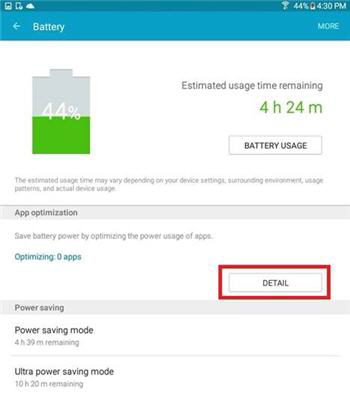 44% 4:30 PM
Battery
MORE
Estimated usage time remaining
44%
4 h 24 m
BATTERY USAGE
The estimated usage time may vary depending on your device settings, surrounding environment, usage
patterns, and actual device usage.
App optimization
Save battery power by optimizing the power usage of apps.
Optimizing: 0 apps
DETAIL
Power saving
Power saving mode
4 h 39 m remaining
Ultra power saving mode
10 h 20 m remaining